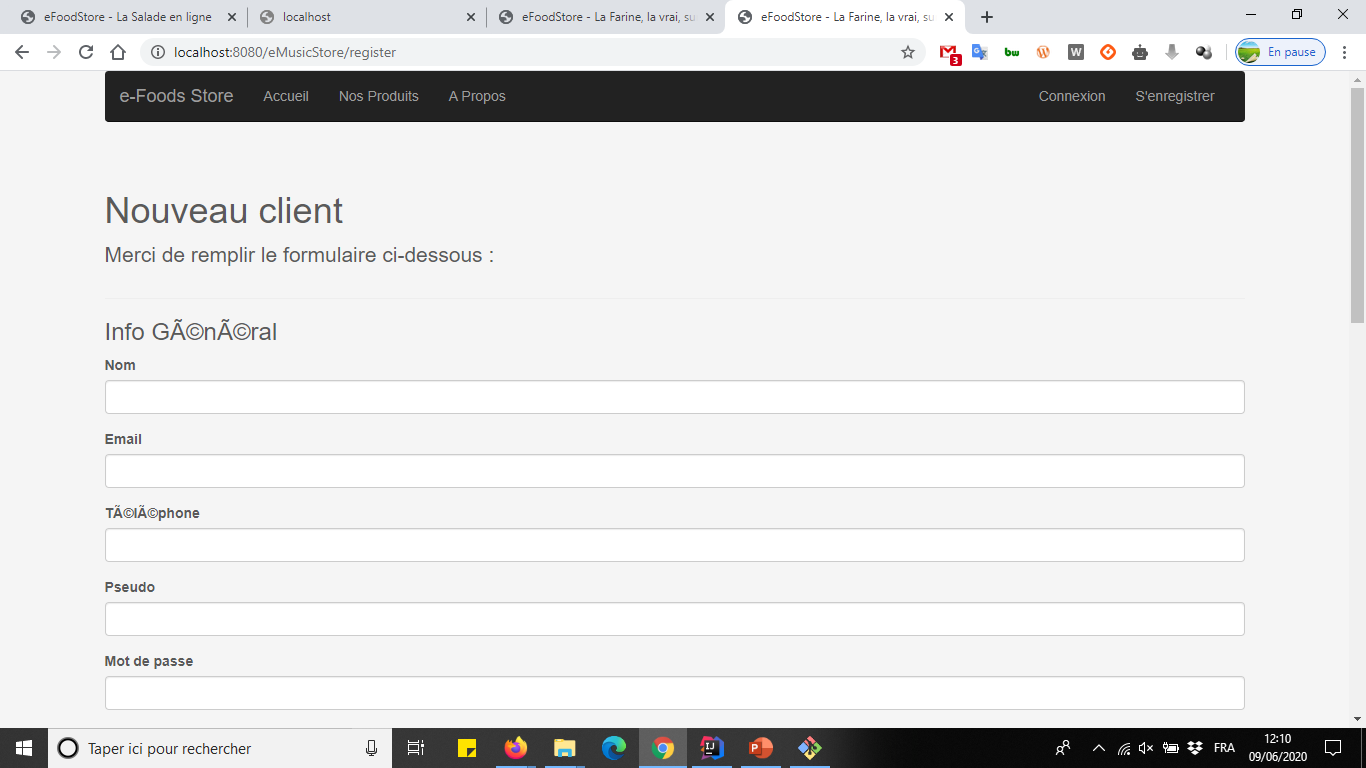 eFoodStore - La Salade en ligne
localhost
eFoodStore - La Farine, la vrai, su
eFoodStore - La Farine, la vrai, su
localhost:8080/eMusicStore/register
3
bw
W
En pause
e-Foods Store
Accueil
Nos Produits
A Propos
Connexion
S'enregistrer
Nouveau client
Merci de remplir le formulaire ci-dessous :
Info GÃ©nÃ©ral
Nom
Email
TÃ©lÃ©phone
Pseudo
Mot de passe
Taper ici pour rechercher
FRA
12:10
09/06/2020